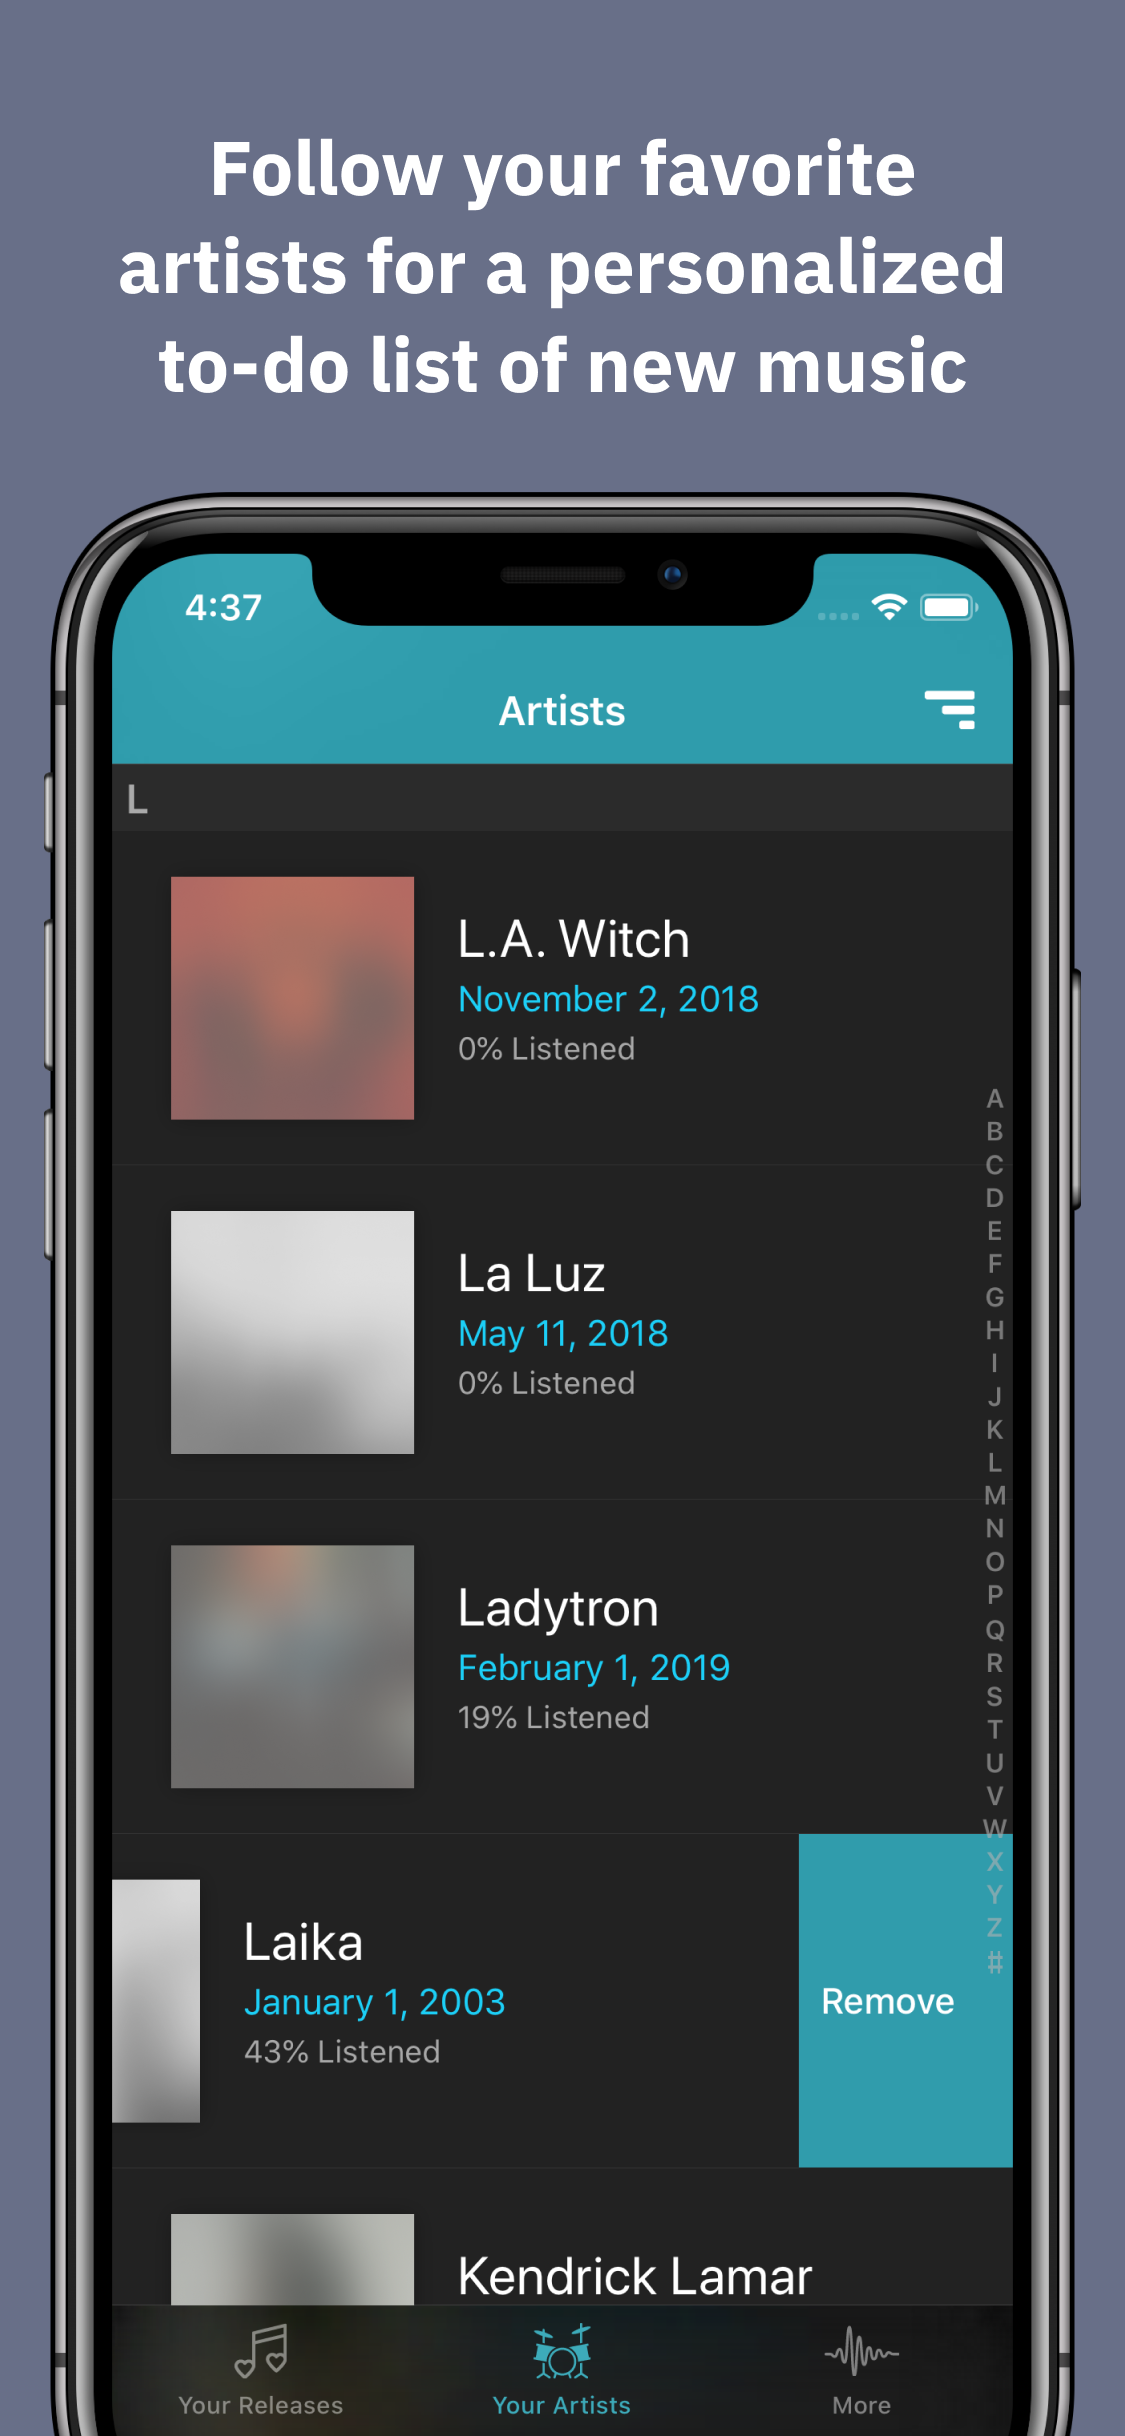 Follow your favorite
artists for a personalized
to-do list of new music
4:37
Artists
L
L.A. Witch
November 2, 2018
0% Listened
La Luz
May 11, 2018
0% Listened
Ladytron
February 1, 2019
19% Listened
Laika
January 1, 2003
43% Listened
Remove
Kendrick Lamar
A
B
C
D
E
F
G
H
I
J
K
L
M
N
O
P
Q
R
S
T
U
V
W
X
Y
Z
#
Your Releases
Your Artists
More